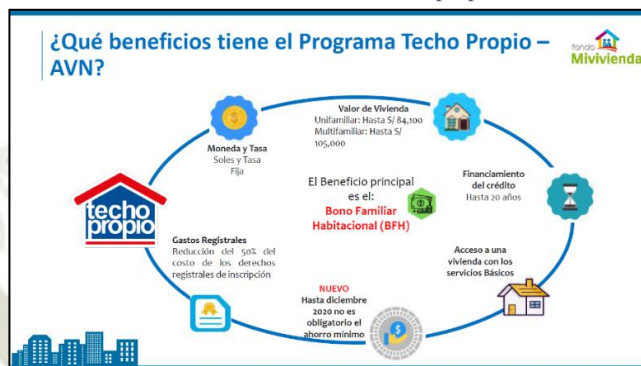 ¿Qué beneficios tiene el Programa Techo Propio –
AVN?
fondo
Mivivienda
Valor de Vivienda
Unifamiliar: Hasta S/ 84,100
Multifamiliar: Hasta S/
105,000
Moneda y Tasa
Soles y Tasa
Fija
Financiamiento
del crédito
Hasta 20 años
El Beneficio principal
es el:
Bono Familiar
Habitacional (BFH)
techo
propio
Gastos Registrales
Reducción del 50% del
costo de los derechos
registrales de inscripción
Acceso a una
vivienda con los
servicios Básicos
NUEVO
Hasta diciembre
2020 no es
obligatorio el
ahorro mínimo